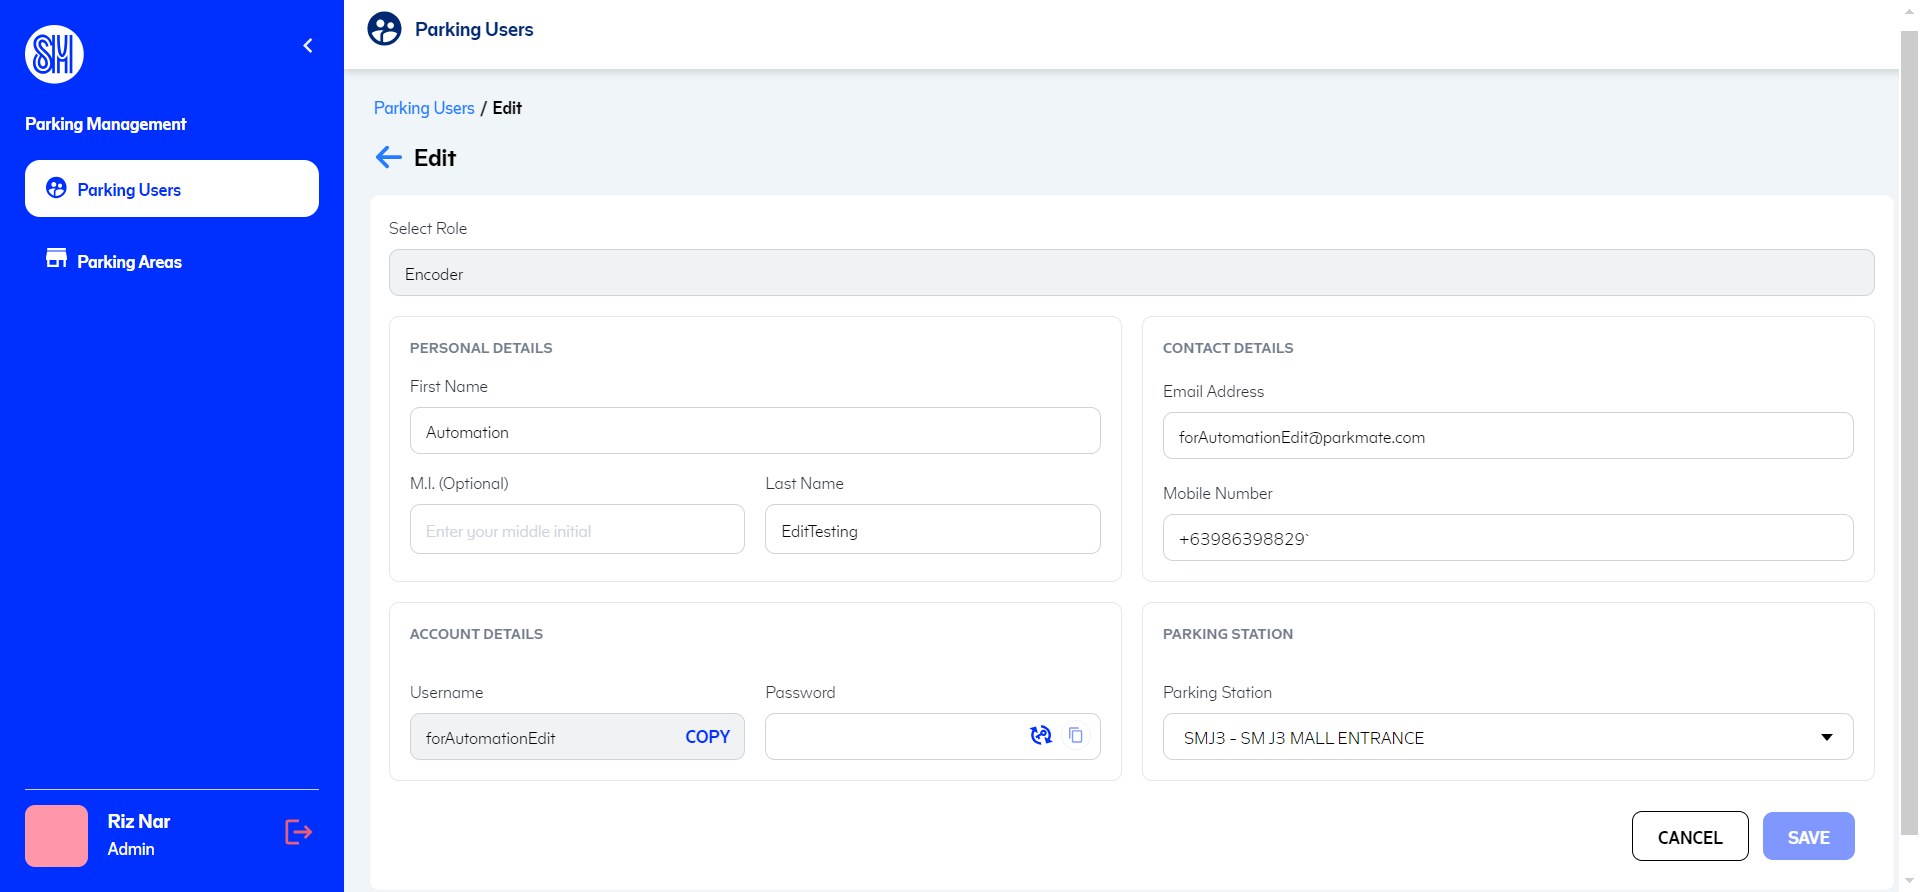 SM
Parking Management
Parking Users
Parking Areas
Riz Nar
Admin
Parking Users
Parking Users / Edit
Edit
Select Role
Encoder
PERSONAL DETAILS
First Name
Automation
M.I. (Optional)
Last Name
Enter your middle initial
EditTesting
CONTACT DETAILS
Email Address
forAutomationEdit@parkmate.com
Mobile Number
+63986398829`
ACCOUNT DETAILS
Username
Password
forAutomationEdit
COPY
PARKING STATION
Parking Station
SMJ3 - SM J3 MALL ENTRANCE
CANCEL
SAVE